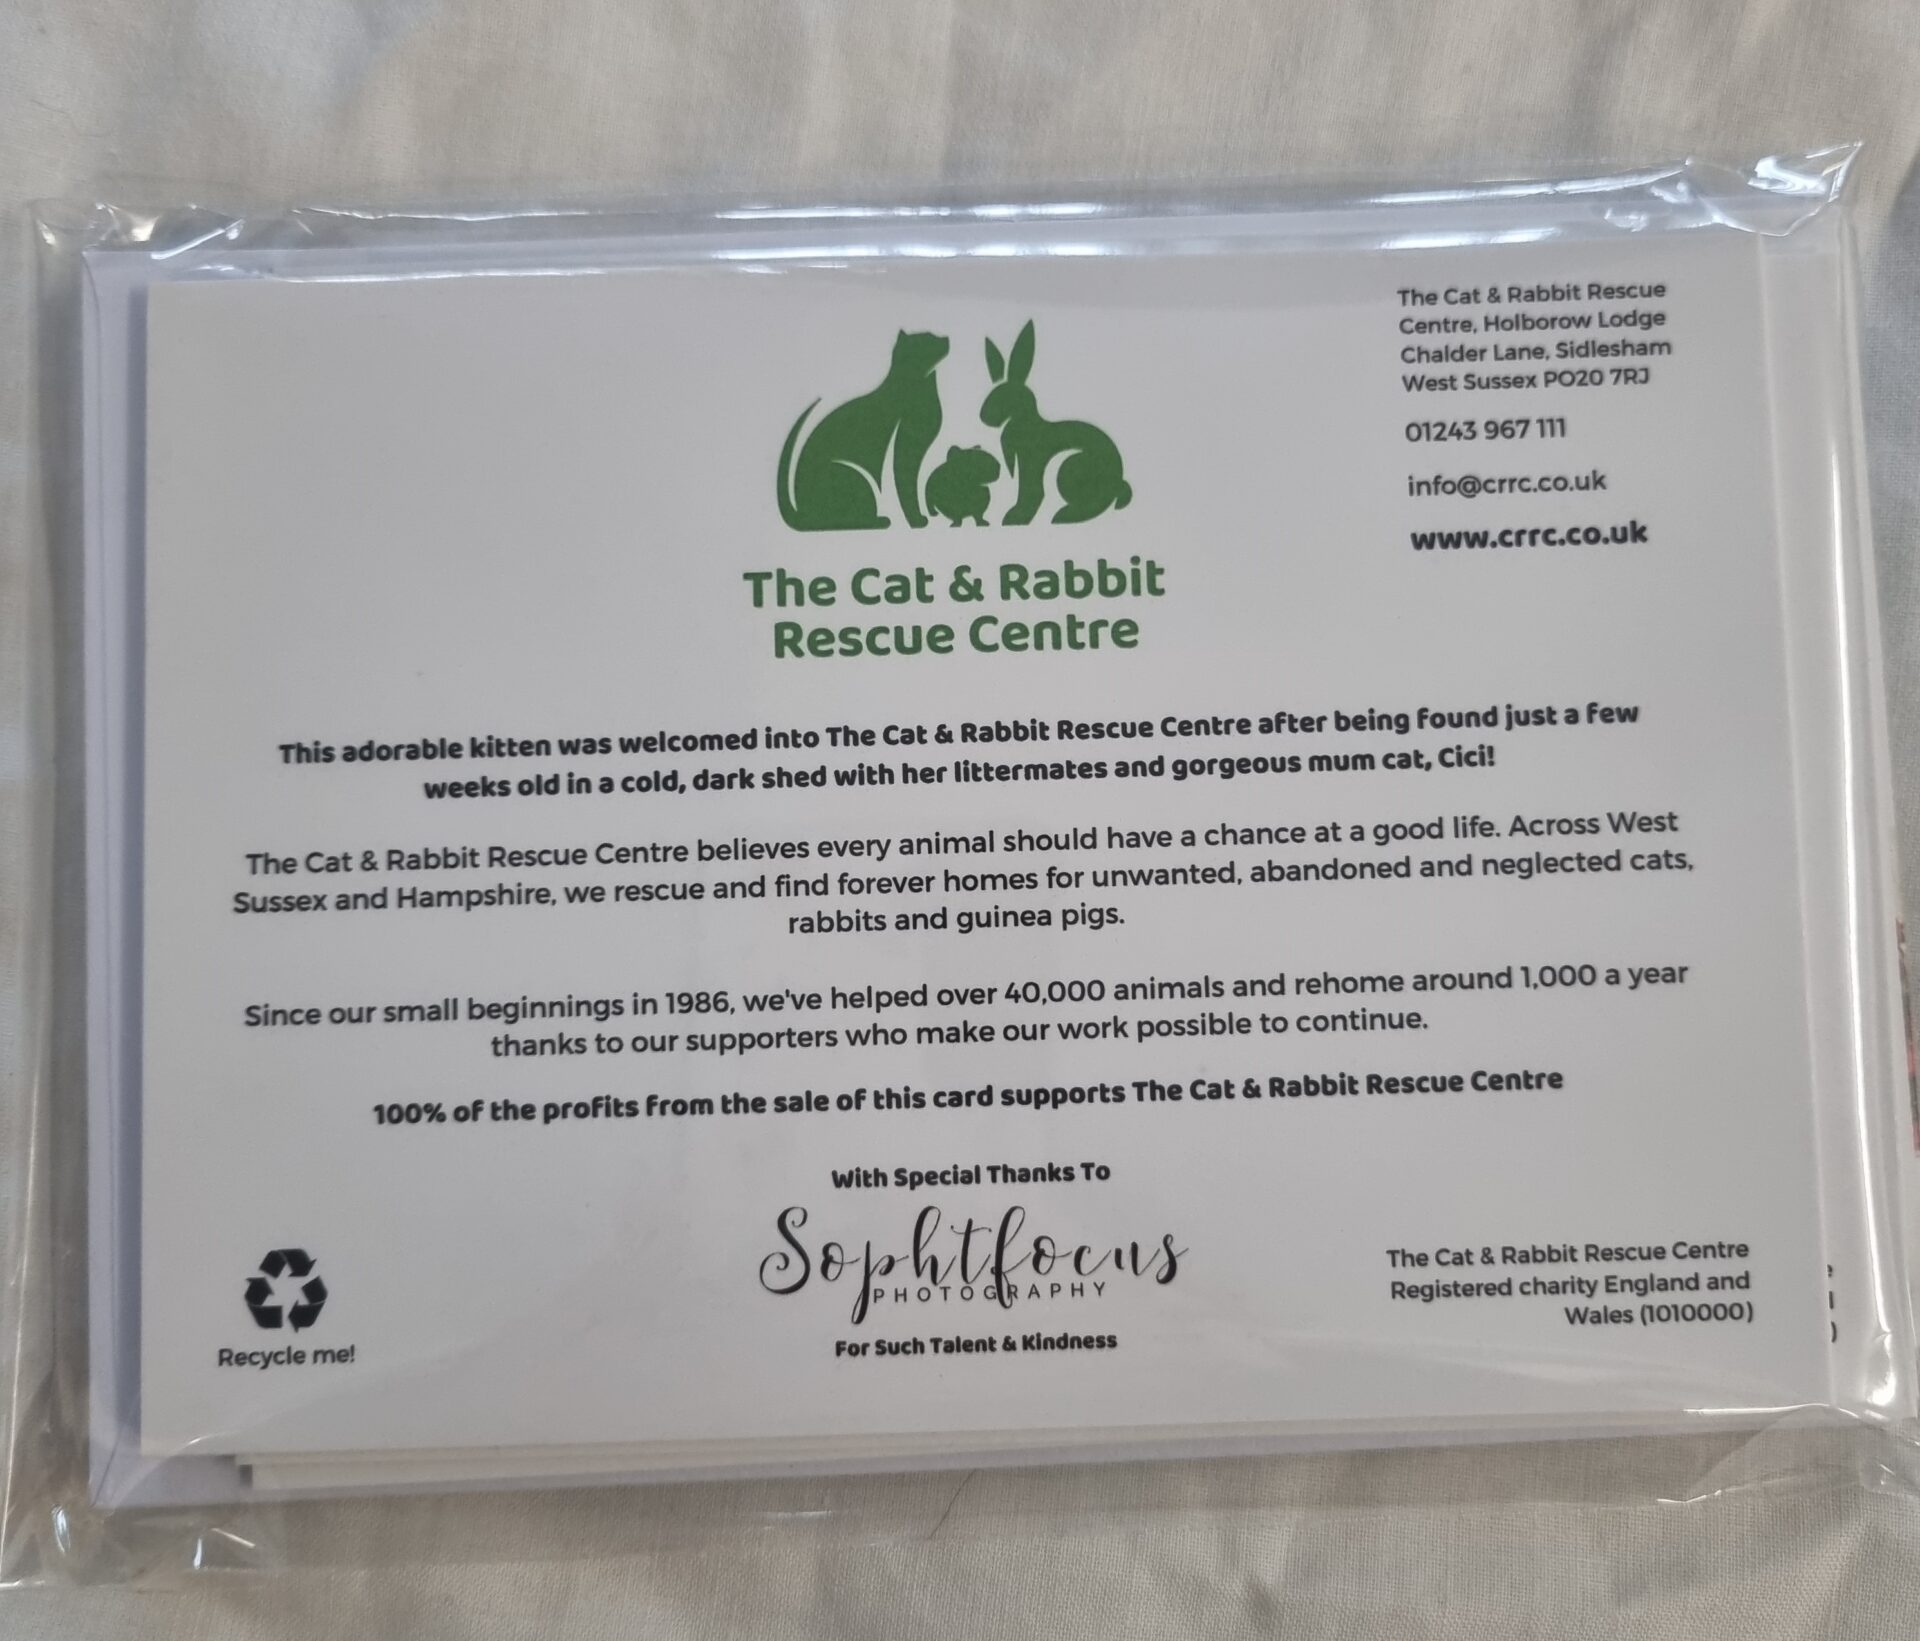 The Cat & Rabbit Rescue
Centre, Holborow Lodge
Chalder Lane, Sidlesham
West Sussex PO20 7RJ
01243 967 111
info@crrc.co.uk
www.crrc.co.uk
The Cat & Rabbit
Rescue Centre
This adorable kitten was welcomed into The Cat & Rabbit Rescue Centre after being found just a few
weeks old in a cold, dark shed with her littermates and gorgeous mum cat, Cici!
The Cat & Rabbit Rescue Centre believes every animal should have a chance at a good life. Across West
Sussex and Hampshire, we rescue and find forever homes for unwanted, abandoned and neglected cats,
rabbits and guinea pigs.
Since our small beginnings in 1986, we've helped over 40,000 animals and rehome around 1,000 a year
thanks to our supporters who make our work possible to continue.
100% of the profits from the sale of this card supports The Cat & Rabbit Rescue Centre
With Special Thanks To
Sophtfocus
PHOTOGRAPHY
For Such Talent & Kindness
Recycle me!
The Cat & Rabbit Rescue Centre
Registered charity England and
Wales (1010000)